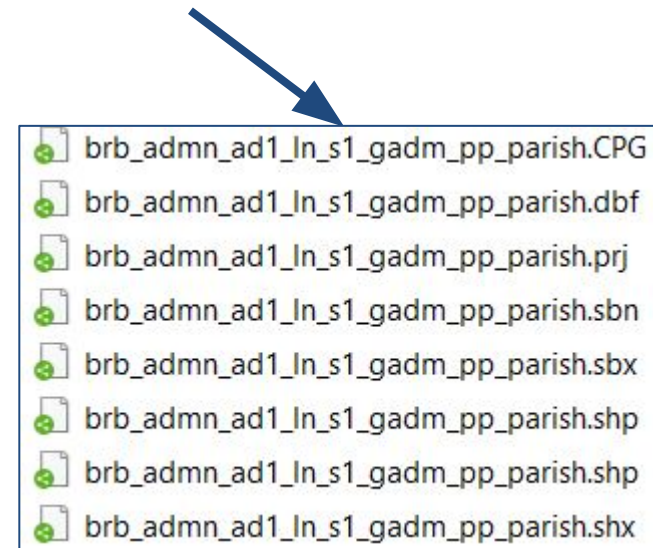 brb_admn_ad1_ln_s1_gadm_pp_parish.CPG
brb_admn_ad1_ln_s1_gadm_pp_parish.dbf
brb_admn_ad1_ln_s1_gadm_pp_parish.prj
brb_admn_ad1_ln_s1_gadm_pp_parish.sbn
brb_admn_ad1_ln_s1_gadm_pp_parish.sbx
brb_admn_ad1_ln_s1_gadm_pp_parish.shp
brb_admn_ad1_ln_s1_gadm_pp_parish.shp
brb_admn_ad1_ln_s1_gadm_pp_parish.shx